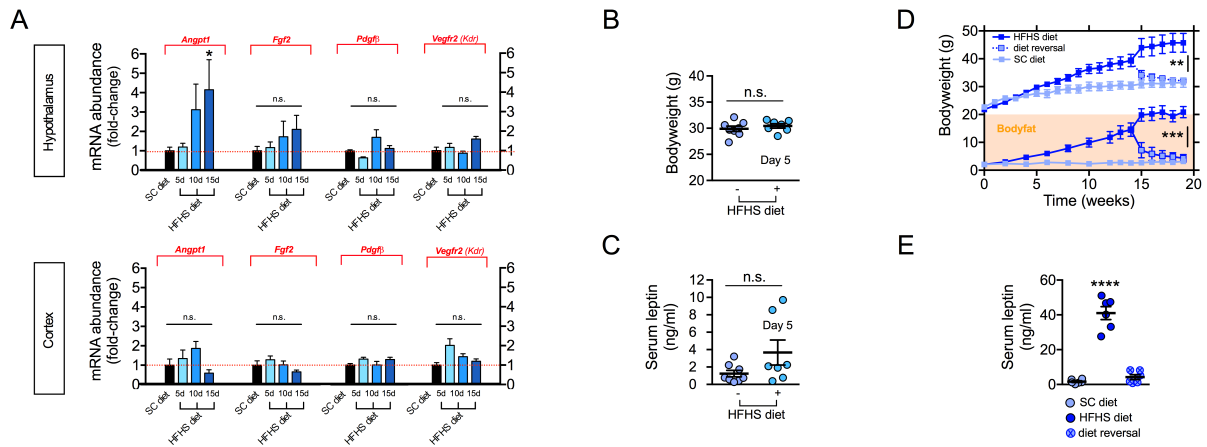 A
Hypothalamus
mRNA abundance
(fold-change)
Angpt1
Fgf2
Pdgfβ
Vegfr2 (Kdr)
6
5
4
3
2
1
0
*
n.s.
n.s.
n.s.
6
5
4
3
2
1
0
SC diet
5d 10d 15d
HFHS diet
SC diet
5d 10d 15d
HFHS diet
SC diet
5d 10d 15d
HFHS diet
SC diet
5d 10d 15d
HFHS diet
Cortex
mRNA abundance
(fold-change)
Angpt1
Fgf2
Pdgfβ
Vegfr2 (Kdr)
6
5
4
3
2
1
0
n.s.
n.s.
n.s.
n.s.
6
5
4
3
2
1
0
SC diet
5d 10d 15d
HFHS diet
SC diet
5d 10d 15d
HFHS diet
SC diet
5d 10d 15d
HFHS diet
SC diet
5d 10d 15d
HFHS diet
B
Bodyweight (g)
40
35
30
25
20
n.s.
Day 5
- +
HFHS diet
C
Serum leptin
(ng/ml)
12
10
8
6
4
2
0
n.s.
Day 5
- +
HFHS diet
D
Bodyweight (g)
50
40
30
20
10
0
HFHS diet
diet reversal
SC diet
**
Bodyfat
***
0 5 10 15 20
Time (weeks)
E
Serum leptin
(ng/ml)
60
40
20
0
****
SC diet
HFHS diet
diet reversal